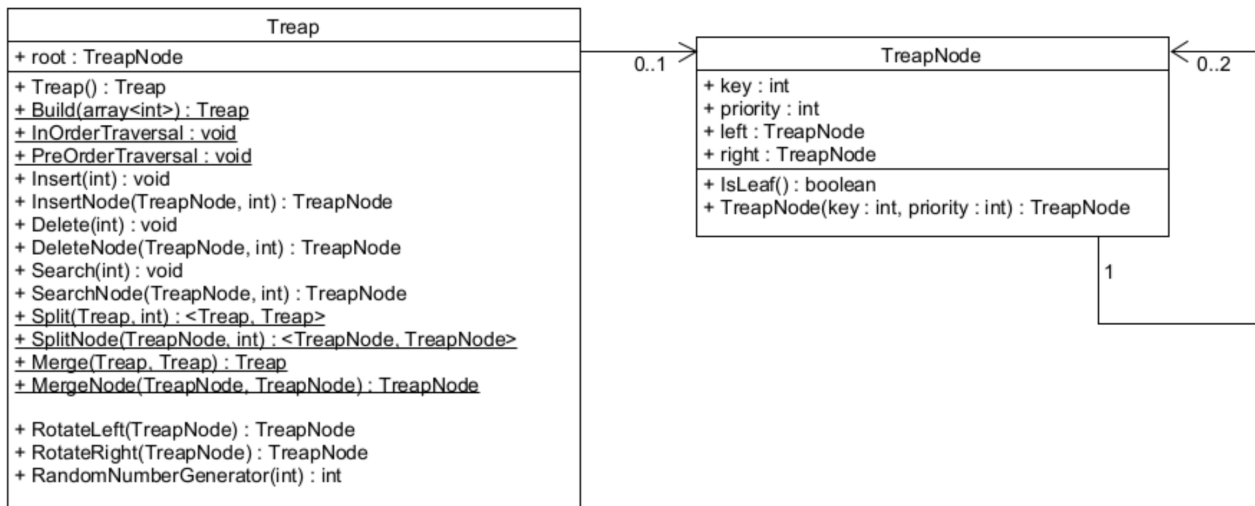 Treap
+ root : TreapNode
+ Treap() : Treap
+ Build(array<int>) : Treap
+ InOrderTraversal : void
+ PreOrderTraversal : void
+ Insert(int) : void
+ InsertNode(TreapNode, int) : TreapNode
+ Delete(int) : void
+ DeleteNode(TreapNode, int) : TreapNode
+ Search(int) : void
+ SearchNode(TreapNode, int) : TreapNode
+ Split(Treap, int) : <Treap, Treap>
+ SplitNode(TreapNode, int) : <TreapNode, TreapNode>
+ Merge(Treap, Treap) : Treap
+ MergeNode(TreapNode, TreapNode) : TreapNode
+ RotateLeft(TreapNode) : TreapNode
+ RotateRight(TreapNode) : TreapNode
+ RandomNumberGenerator(int) : int
0..1
TreapNode
+ key : int
+ priority : int
+ left : TreapNode
+ right : TreapNode
+ IsLeaf() : boolean
+ TreapNode(key : int, priority : int) : TreapNode
0..2
1